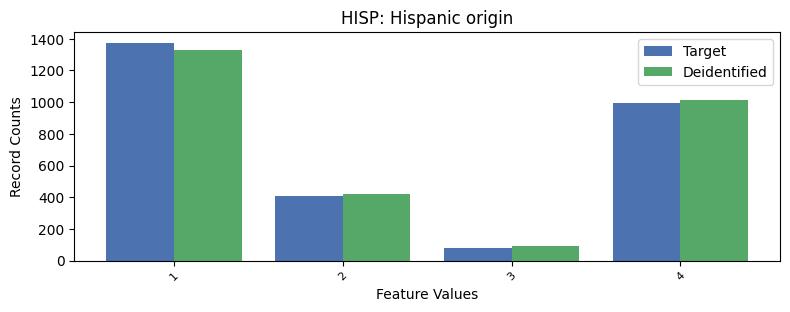 HISP: Hispanic origin
1400
1200
1000
800
600
400
200
0
Record Counts
Target
Deidentified
1
2
3
4
Feature Values